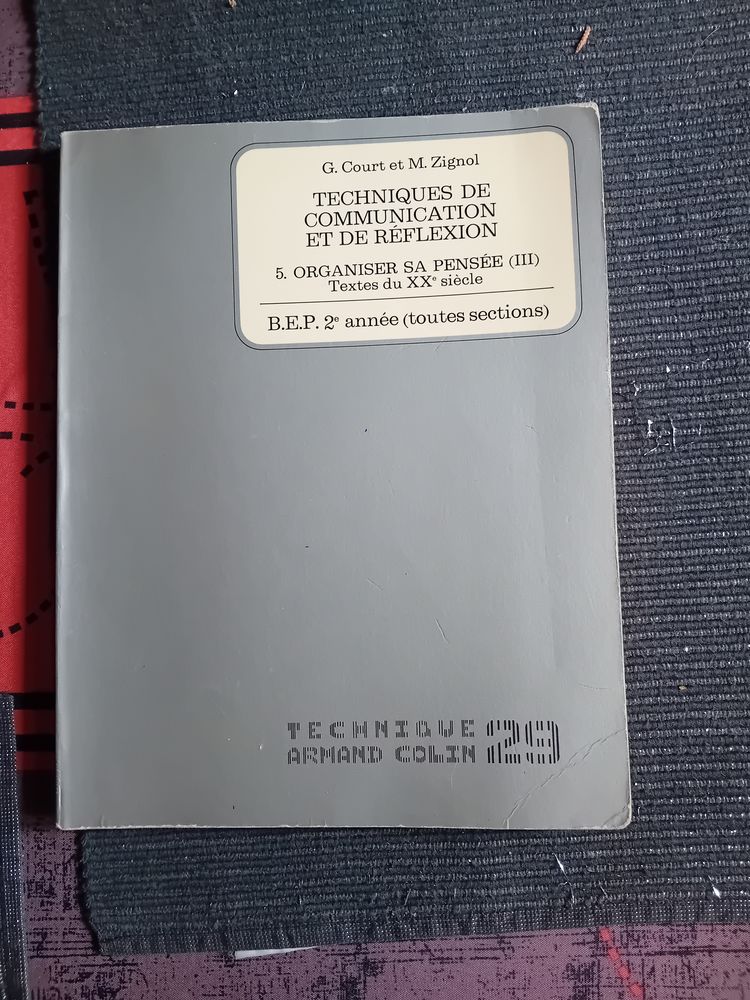 G. Court et M. Zignol
TECHNIQUES DE
COMMUNICATION
ET DE RÉFLEXION
5. ORGANISER SA PENSÉE (III)
Textes du XXe siècle
B.E.P. 2e année (toutes sections)
TECHNIQUE
ARMAND COLIN 29